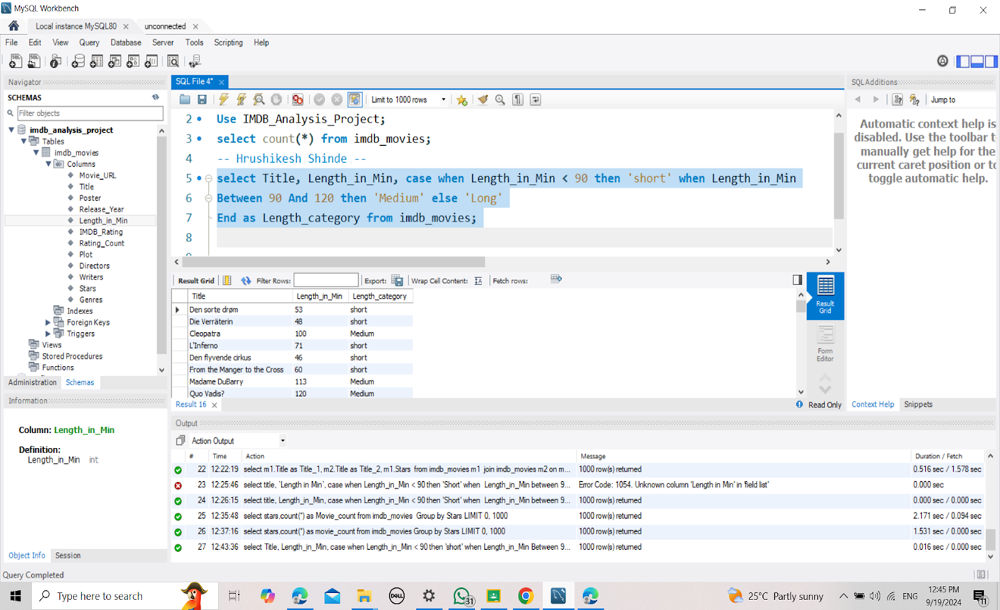 MySQL Workbench
Local instance MySQL80
unconnected
File Edit View Query Database Server Tools Scripting Help
Navigator
SCHEMAS
Filter objects
imdb_analysis_project
Tables
imdb_movies
Columns
Movie_URL
Title
Poster
Release_Year
Length_in_Min
IMDB_Rating
Rating_Count
Plot
Directors
Writers
Stars
Genres
Indexes
Foreign Keys
Triggers
Views
Stored Procedures
Functions
Administration Schemas
Information
Column: Length_in_Min
Definition:
Length_in_Min int
Object Info Session
SQL File 4*
Limit to 1000 rows
2 Use IMDB_Analysis_Project;
3 select count(*) from imdb_movies;
4 -- Hrushikesh Shinde --
5 select Title, Length_in_Min, case when Length_in_Min < 90 then 'short' when Length_in_Min
6 Between 90 And 120 then 'Medium' else 'Long'
7 End as Length_category from imdb_movies;
8
Result Grid Filter Rows: Export: Wrap Cell Content: Fetch rows:
Title Length_in_Min Length_category
Den sorte drøm 53 short
Die Verräterin 48 short
Cleopatra 100 Medium
L'Inferno 71 short
Den flyvende cirkus 46 short
From the Manger to the Cross 60 short
Madame DuBarry 113 Medium
Quo Vadis? 120 Medium
Result 16
Result
Grid
Form
Editor
Read Only
SQLAdditions
Jump to
Automatic context help is
disabled. Use the toolbar t
manually get help for the
current caret position or to
toggle automatic help.
Context Help Snippets
Output
Action Output
# Time Action Message Duration / Fetch
22 12:22:19 select m1.Title as Title_1, m2.Title as Title_2, m1.Stars from imdb_movies m1 join imdb_movies m2 on m... 1000 row(s) returned 0.516 sec / 1.578 sec
23 12:25:46 select title, `Length in Min`, case when Length_in_Min < 90 then 'Short' when Length_in_Min between 9... Error Code: 1054. Unknown column 'Length in Min' in 'field list' 0.000 sec
24 12:26:15 select title, Length_in_Min, case when Length_in_Min < 90 then 'Short' when Length_in_Min between 9... 1000 row(s) returned 0.000 sec / 0.000 sec
25 12:35:48 select stars,count(*) as Movie_count from imdb_movies Group by Stars LIMIT 0, 1000 1000 row(s) returned 2.171 sec / 0.094 sec
26 12:37:16 select stars,count(*) as movie_count from imdb_movies Group by Stars LIMIT 0, 1000 1000 row(s) returned 1.531 sec / 0.000 sec
27 12:43:36 select Title, Length_in_Min, case when Length_in_Min < 90 then 'short' when Length_in_Min Between 9... 1000 row(s) returned 0.016 sec / 0.000 sec
Query Completed
Type here to search
DELL
31
25°C Partly sunny
ENG
12:45 PM
9/19/2024
11